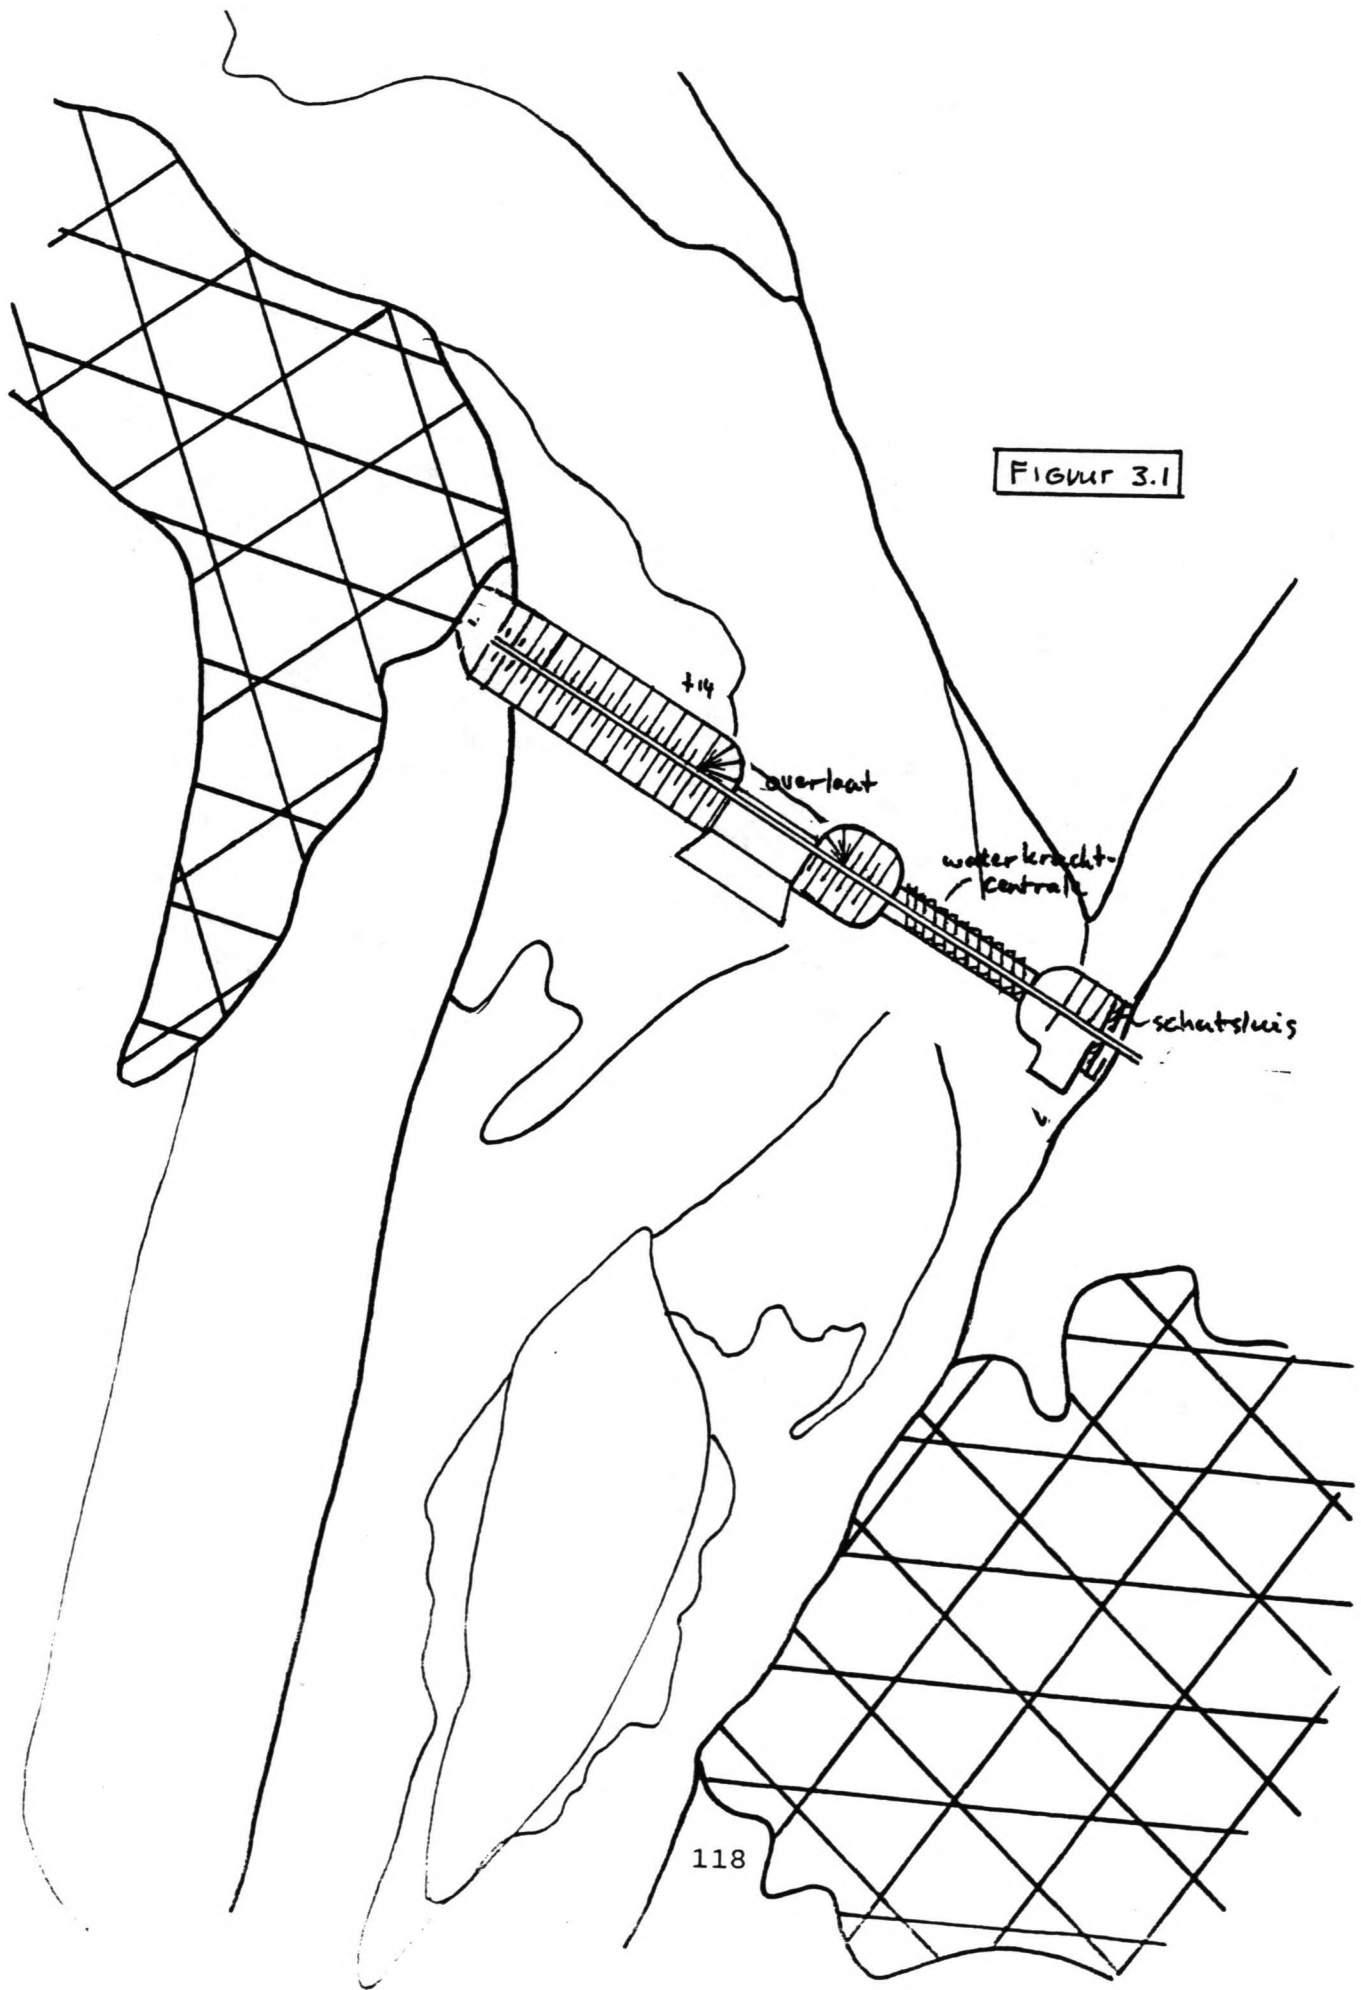 Figuur 3.1
+14
overlaat
waterkracht-
centrale
schutsluis
118